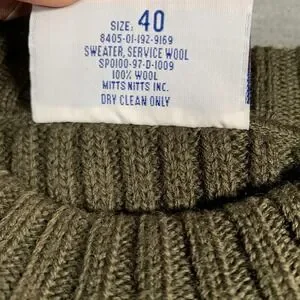 SIZE: 40
8405-01-192-9169
SWEATER, SERVICE WOOL
SPO100-97-D-1009
100% WOOL
MITTS NITTS INC.
DRY CLEAN ONLY